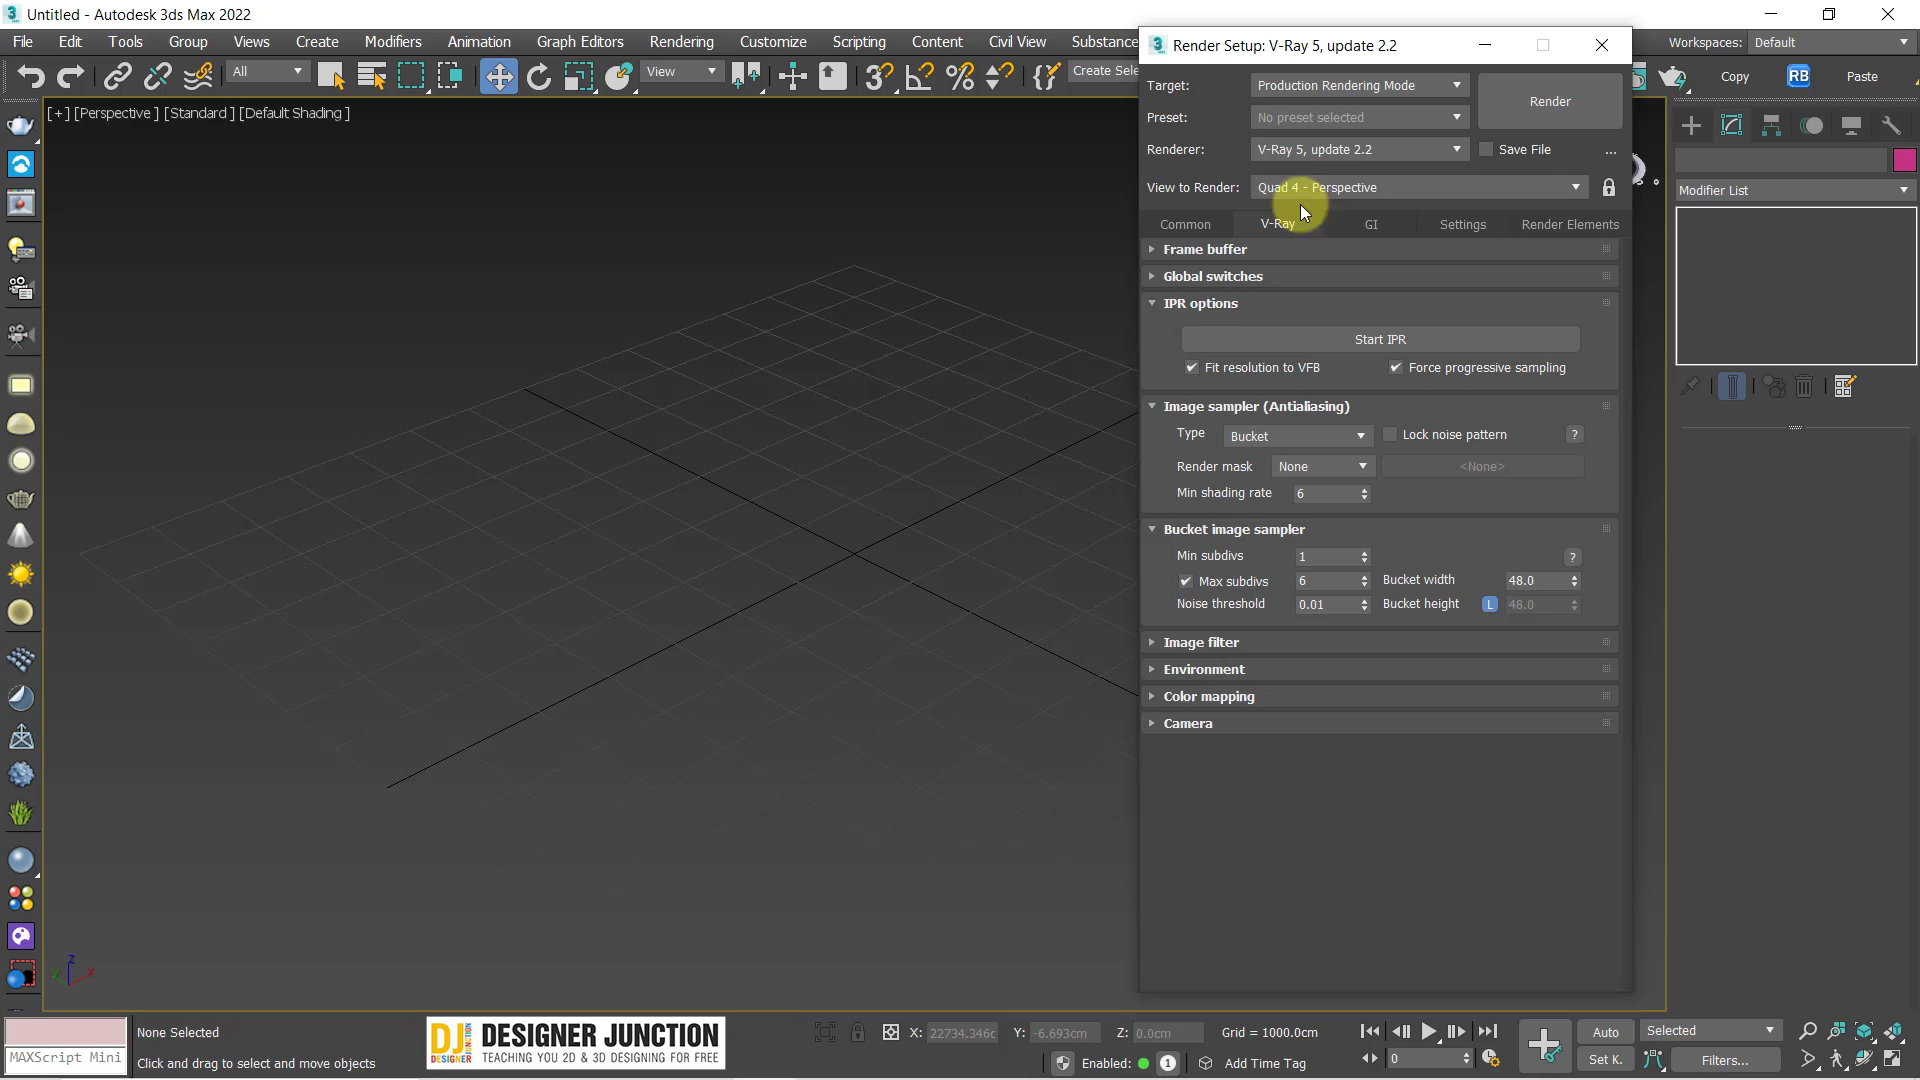 Untitled - Autodesk 3ds Max 2022
File Edit Tools Group Views Create Modifiers Animation Graph Editors Rendering Customize Scripting Content Civil View Substance
Workspaces: Default
All
View
Create Sele
Copy RB Paste
[+] [Perspective ] [Standard ] [Default Shading ]
Render Setup: V-Ray 5, update 2.2
Target: Production Rendering Mode
Render
Preset: No preset selected
Renderer: V-Ray 5, update 2.2
Save File ...
View to Render: Quad 4 - Perspective
Common V-Ray GI Settings Render Elements
Frame buffer
Global switches
IPR options
Start IPR
Fit resolution to VFB Force progressive sampling
Image sampler (Antialiasing)
Type Bucket Lock noise pattern ?
Render mask None <None>
Min shading rate 6
Bucket image sampler
Min subdivs 1 ?
Max subdivs 6 Bucket width 48.0
Noise threshold 0.01 Bucket height L 48.0
Image filter
Environment
Color mapping
Camera
Modifier List
z
x
y
MAXScript Mini
None Selected
Click and drag to select and move objects
DJ
DESIGNER
JUNCTION
DESIGNER JUNCTION
TEACHING YOU 2D & 3D DESIGNING FOR FREE
X: 22734.346c Y: -6.693cm Z: 0.0cm Grid = 1000.0cm
Enabled: 1 Add Time Tag
0
Auto Selected
Set K. Filters...